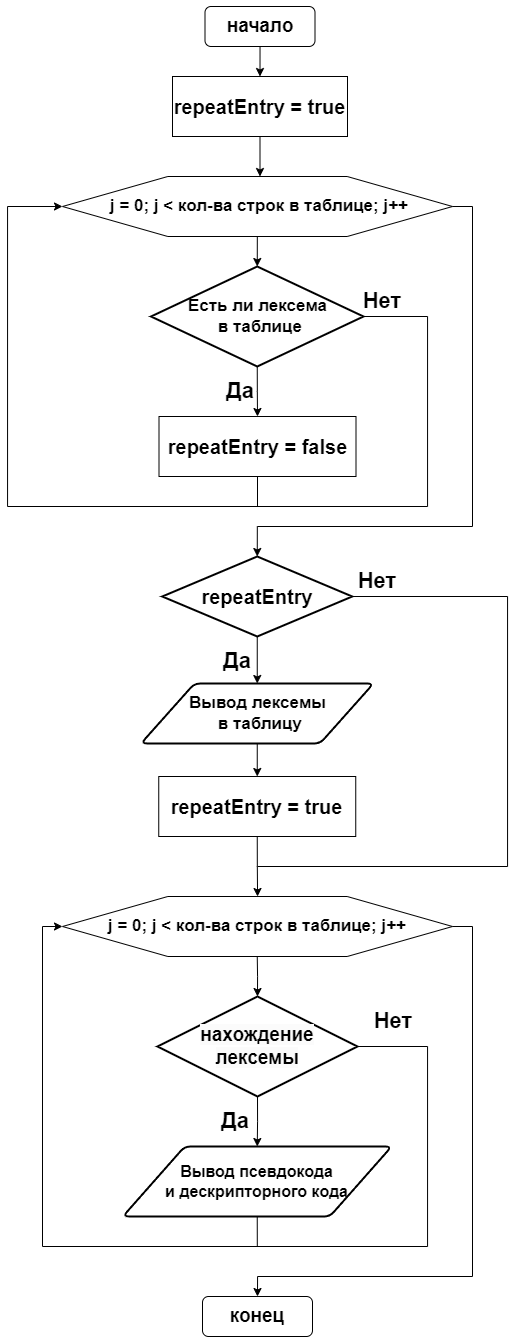 начало
repeatEntry = true
j = 0; j < кол-ва строк в таблице; j++
Есть ли лексема
в таблице
Нет
Да
repeatEntry = false
repeatEntry
Нет
Да
Вывод лексемы
в таблицу
repeatEntry = true
j = 0; j < кол-ва строк в таблице; j++
нахождение
лексемы
Нет
Да
Вывод псевдокода
и дескрипторного кода
конец